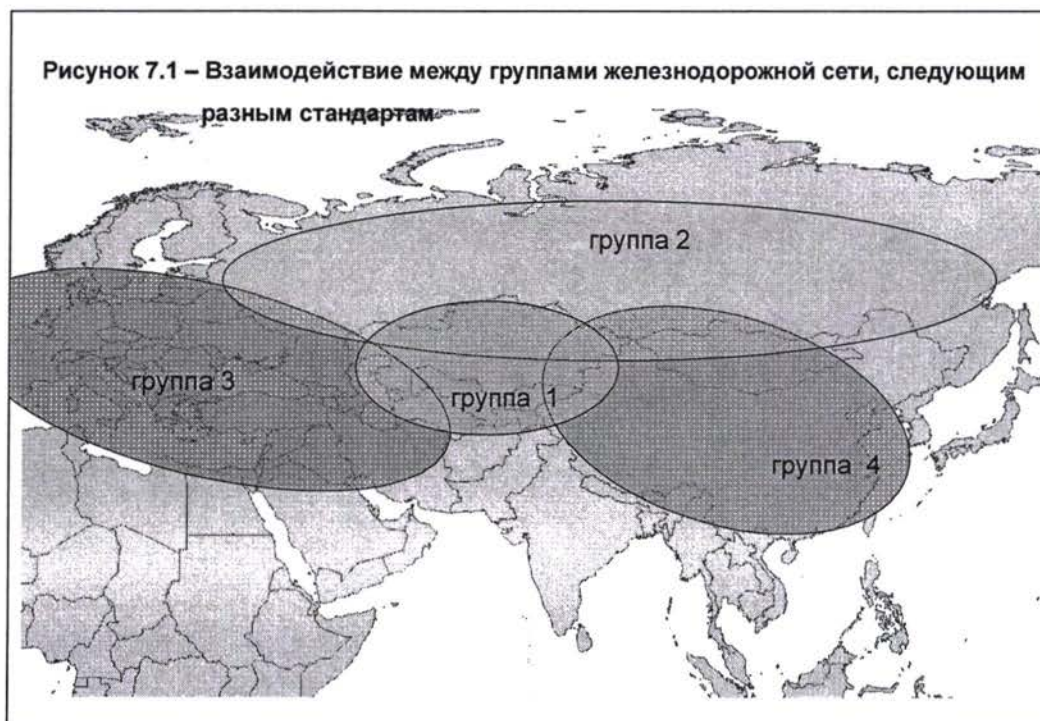 Рисунок 7.1 – Взаимодействие между группами железнодорожной сети, следующим
разным стандартам
группа 2
группа 3
группа 1
группа 4